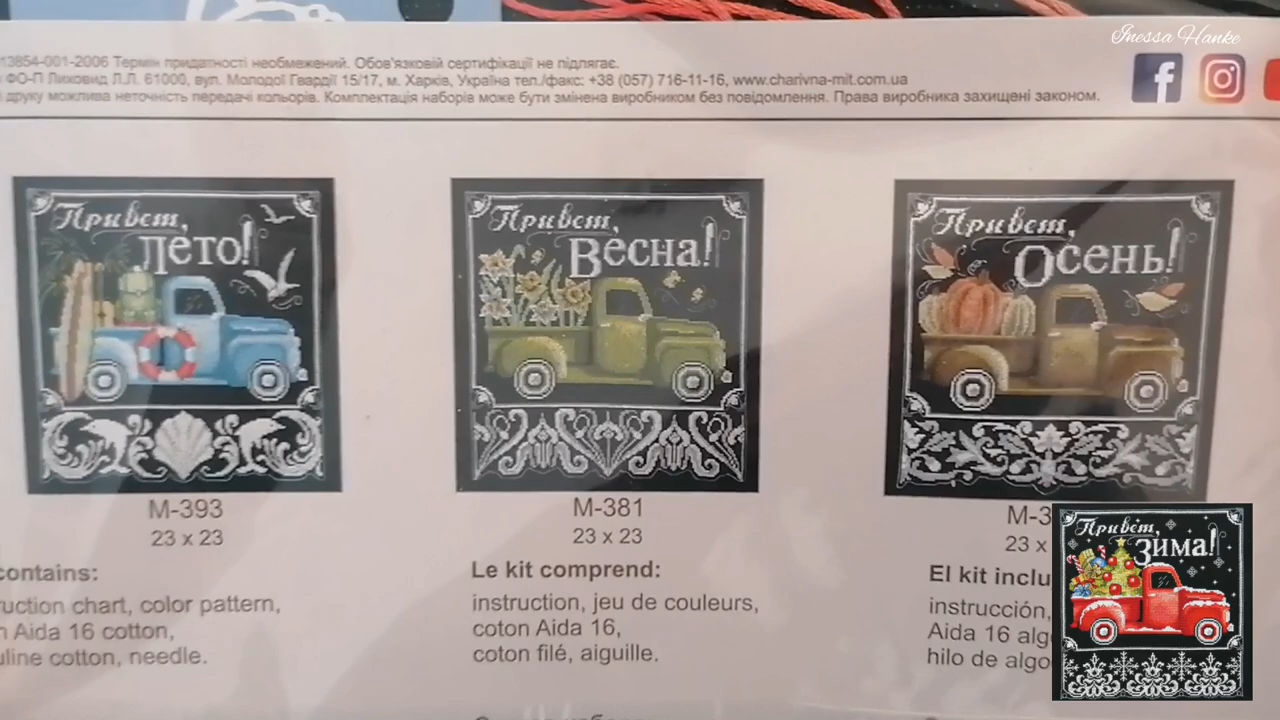 Inessa Hanke
13854-001-2006 Термін придатності необмежений. Обов'язковій сертифікації не підлягає.
ФО-П Лиховид Л.Л. 61000, вул. Молодої Гвардії 15/17, м. Харків, Україна тел./факс: +38 (057) 716-11-16, www.charivna-mit.com.ua
друку можлива неточність передачі кольорів. Комплектація наборів може бути змінена виробником без повідомлення. Права виробника захищені законом.
Привет,
лето!
Привет,
Весна!
Привет,
Осень!
M-393
23 x 23
M-381
23 x 23
M-3
23 x
Привет,
Зима!
contains:
ruction chart, color pattern,
Aida 16 cotton,
uline cotton, needle.
Le kit comprend:
instruction, jeu de couleurs,
coton Aida 16,
coton filé, aiguille.
El kit inclu
instrucción,
Aida 16 algo
hilo de algo